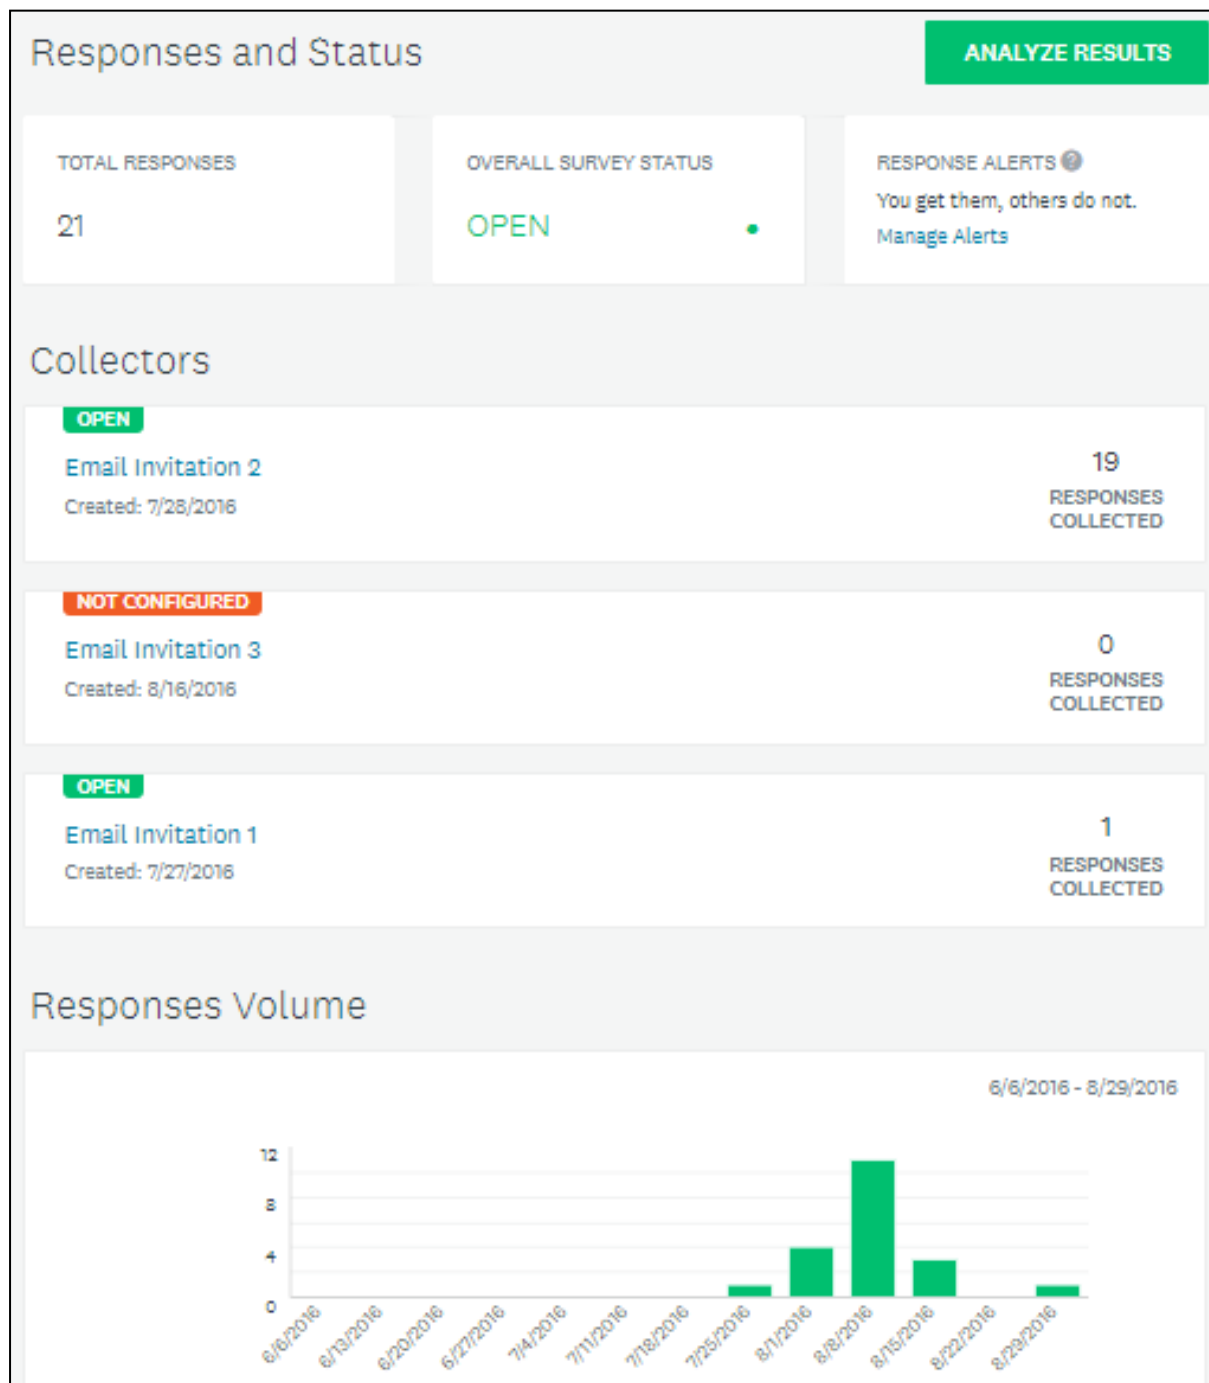 Responses and Status
ANALYZE RESULTS
TOTAL RESPONSES
21
OVERALL SURVEY STATUS
OPEN
RESPONSE ALERTS ?
You get them, others do not.
Manage Alerts
Collectors
OPEN
Email Invitation 2
Created: 7/28/2016
19
RESPONSES
COLLECTED
NOT CONFIGURED
Email Invitation 3
Created: 8/16/2016
0
RESPONSES
COLLECTED
OPEN
Email Invitation 1
Created: 7/27/2016
1
RESPONSES
COLLECTED
Responses Volume
6/6/2016 - 8/29/2016
12
8
4
0
6/6/2016
6/13/2016
6/20/2016
6/27/2016
7/4/2016
7/11/2016
7/18/2016
7/25/2016
8/1/2016
8/8/2016
8/15/2016
8/22/2016
8/29/2016